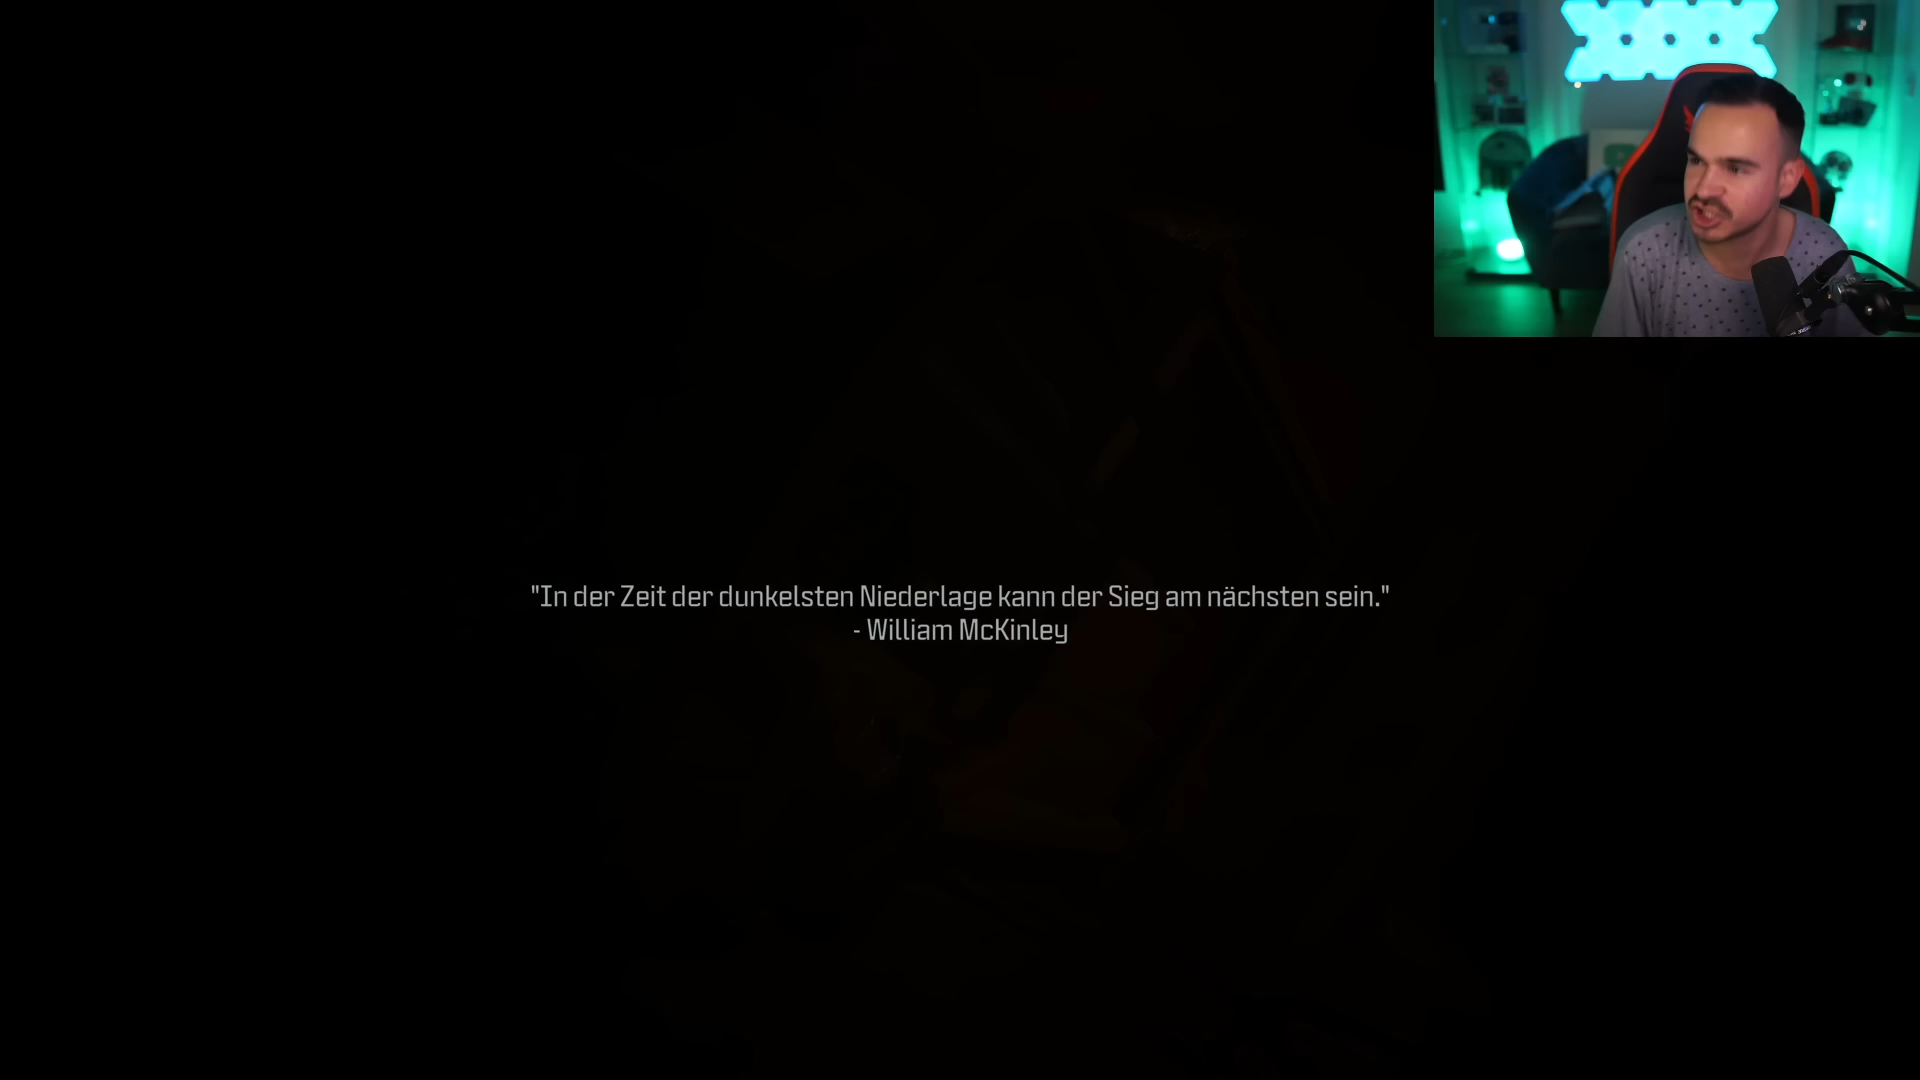 "In der Zeit der dunkelsten Niederlage kann der Sieg am nächsten sein."
- William McKinley